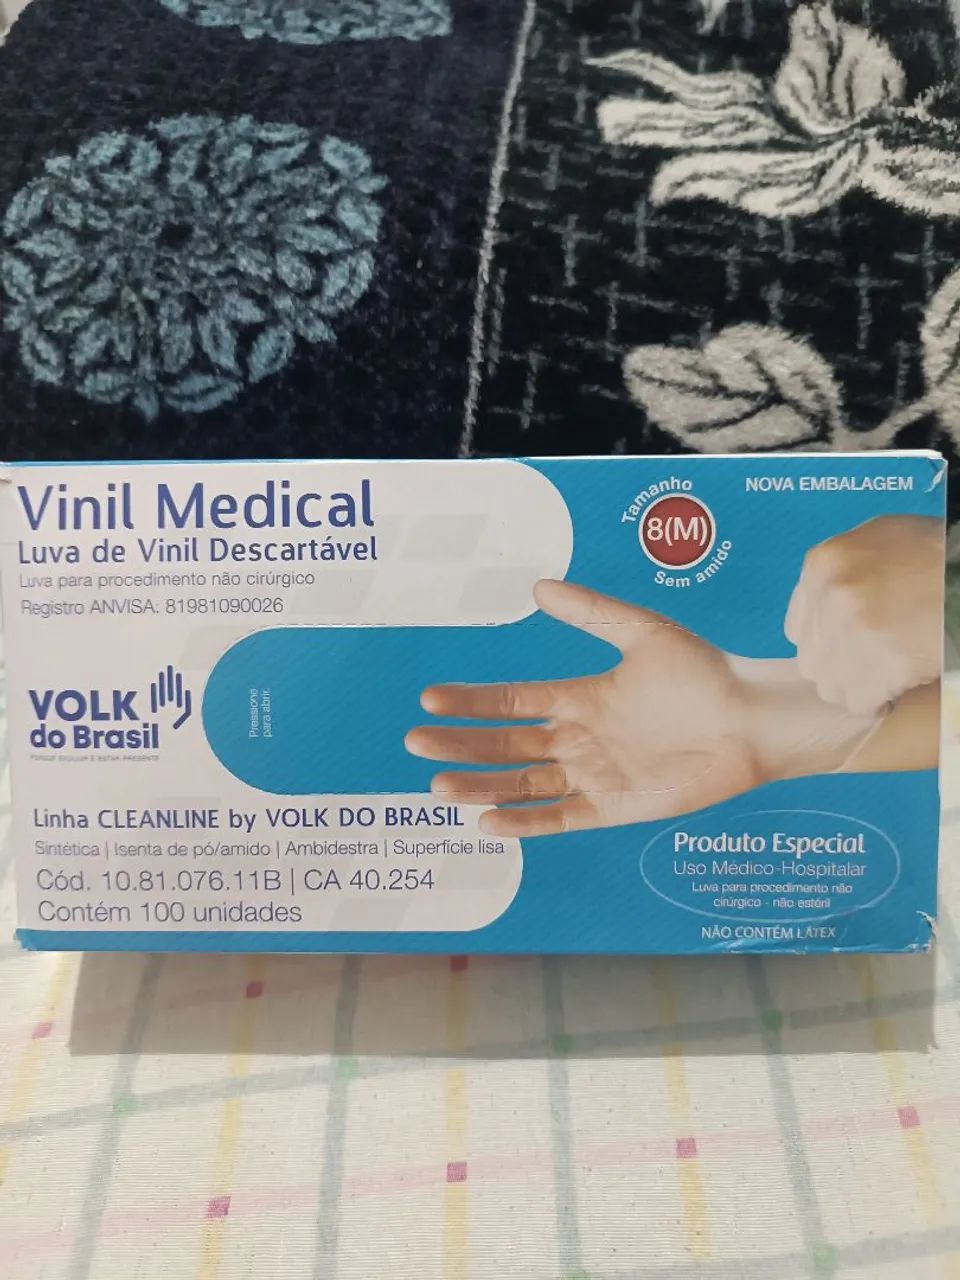 Vinil Medical
Luva de Vinil Descartável
Luva para procedimento não cirúrgico
Registro ANVISA: 81981090026
Tamanho
8(M)
Sem amido
NOVA EMBALAGEM
Pressione
para abrir.
VOLK
do Brasil
Linha CLEANLINE by VOLK DO BRASIL
Sintética | Isenta de pó/amido | Ambidestra | Superfície lisa
Cód. 10.81.076.11B | CA 40.254
Contém 100 unidades
Produto Especial
Uso Médico-Hospitalar
Luva para procedimento não
cirúrgico - não estéril
NÃO CONTÉM LÁTEX